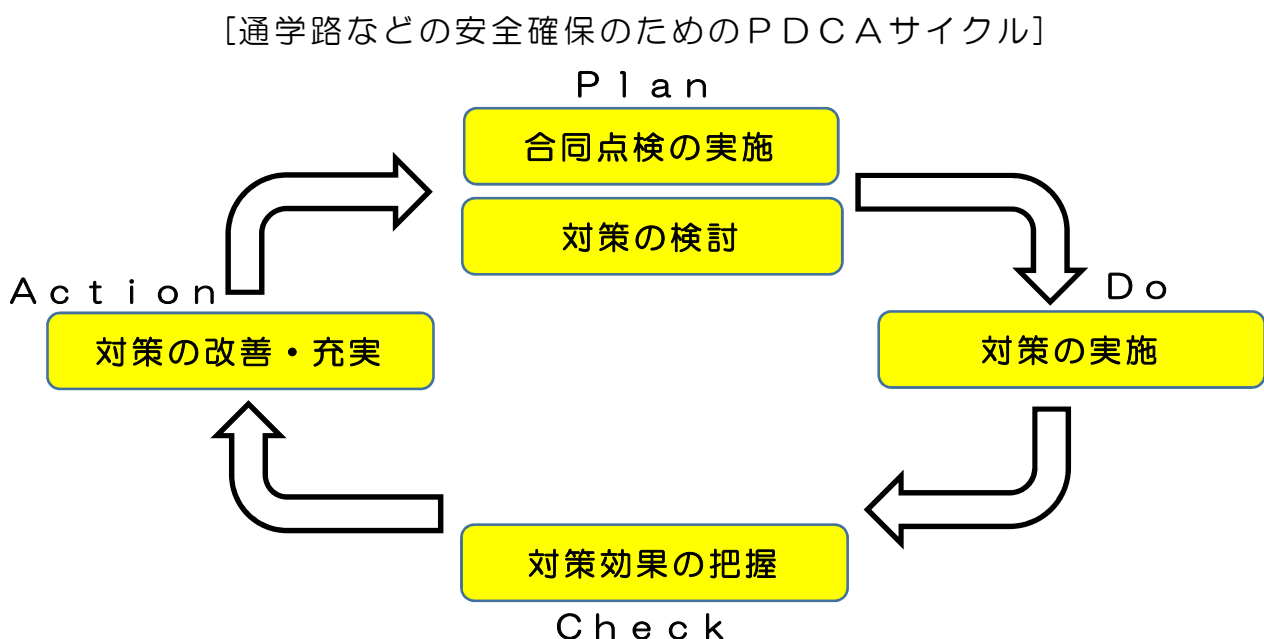 [通学路などの安全確保のためのＰＤＣＡサイクル]
Ｐｌａｎ
合同点検の実施
対策の検討
Ａｃｔｉｏｎ
対策の改善・充実
Ｄｏ
対策の実施
対策効果の把握
Ｃｈｅｃｋ